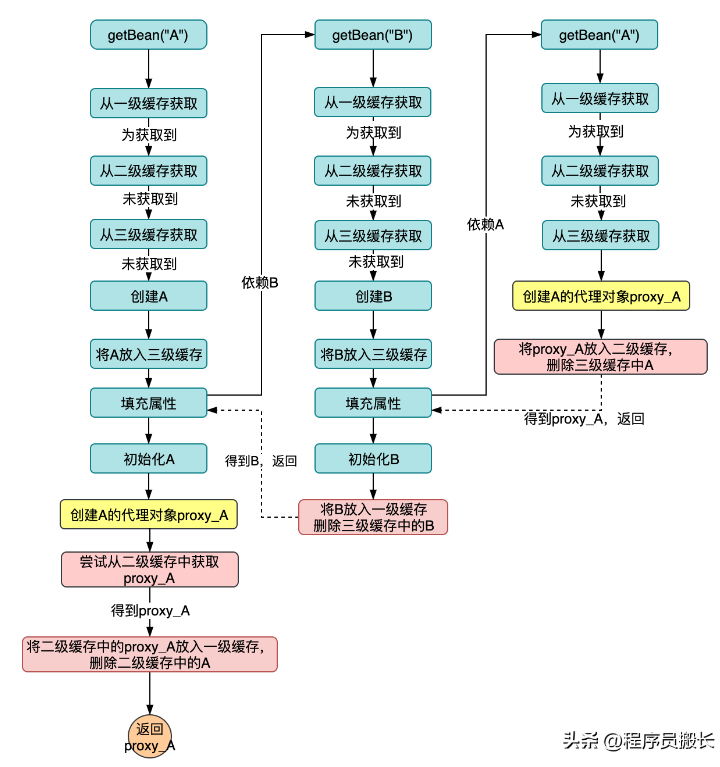 getBean("A")
从一级缓存获取
为获取到
从二级缓存获取
未获取到
从三级缓存获取
未获取到
创建A
将A放入三级缓存
填充属性
初始化A
创建A的代理对象proxy_A
尝试从二级缓存中获取
proxy_A
得到proxy_A
将二级缓存中的proxy_A放入一级缓存，
删除二级缓存中的A
返回
proxy_A
依赖B
得到B，返回
getBean("B")
从一级缓存获取
为获取到
从二级缓存获取
未获取到
从三级缓存获取
未获取到
创建B
将B放入三级缓存
填充属性
初始化B
将B放入一级缓存
删除三级缓存中的B
依赖A
getBean("A")
从一级缓存获取
为获取到
从二级缓存获取
未获取到
从三级缓存获取
创建A的代理对象proxy_A
将proxy_A放入二级缓存，
删除三级缓存中A
得到proxy_A，返回
头条 @程序员搬长